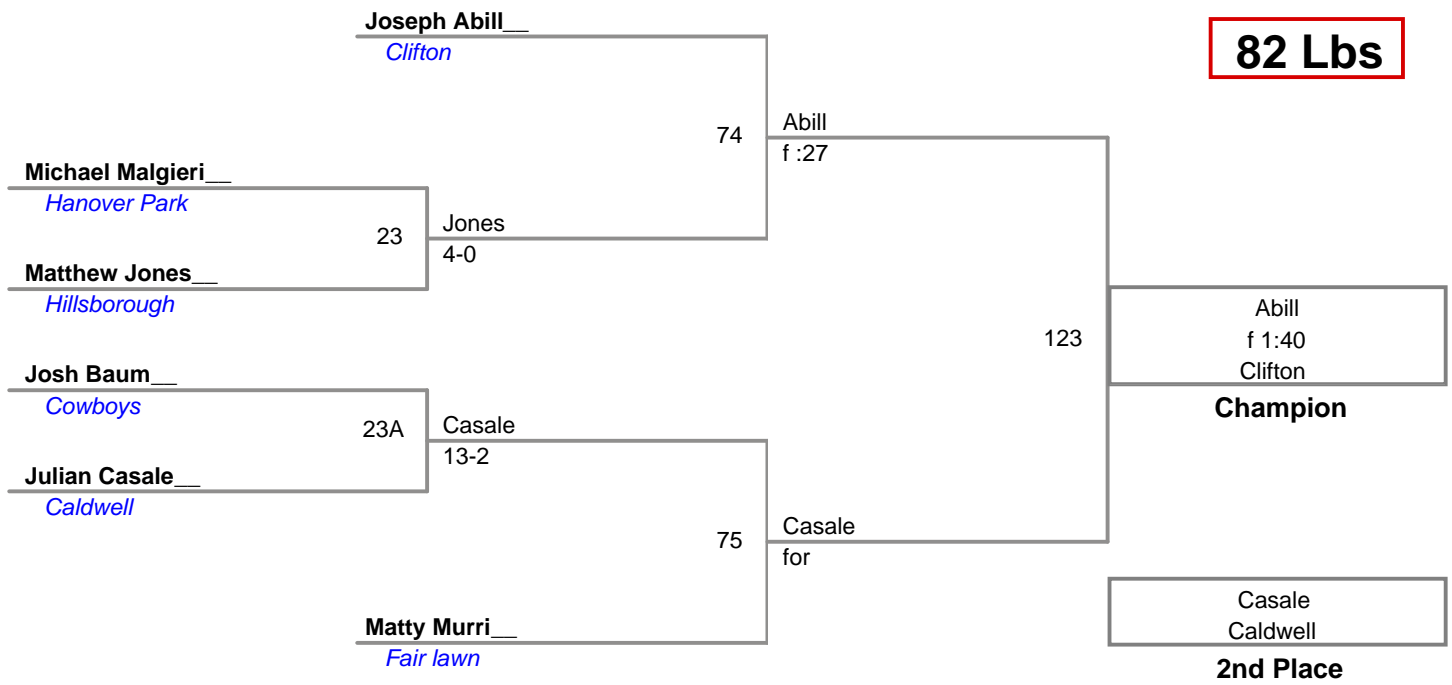 Joseph Abill__
Clifton
82 Lbs
74
Abill
f :27
Michael Malgieri__
Hanover Park
23
Jones
4-0
Matthew Jones__
Hillsborough
123
Abill
f 1:40
Clifton
Champion
Josh Baum__
Cowboys
23A
Casale
13-2
Julian Casale__
Caldwell
75
Casale
for
Matty Murri__
Fair lawn
Casale
Caldwell
2nd Place